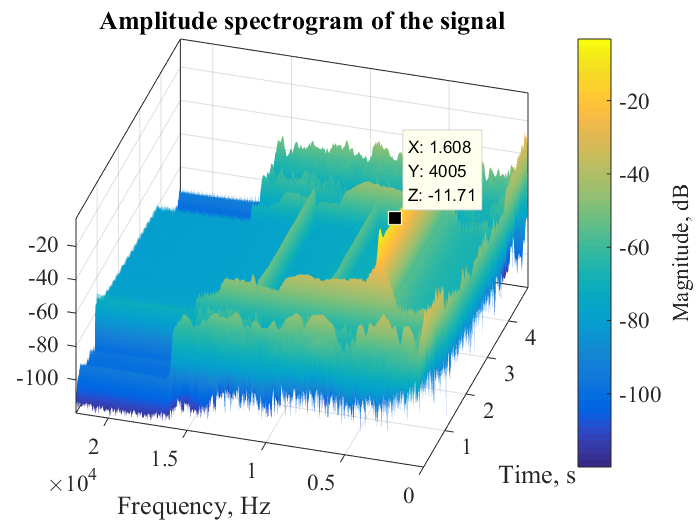 Amplitude spectrogram of the signal
X: 1.608
Y: 4005
Z: -11.71
-20
-40
-60
-80
-100
2
1.5
1
0.5
0
×10^4
Frequency, Hz
1
2
3
4
Time, s
-20
-40
-60
-80
-100
Magnitude, dB